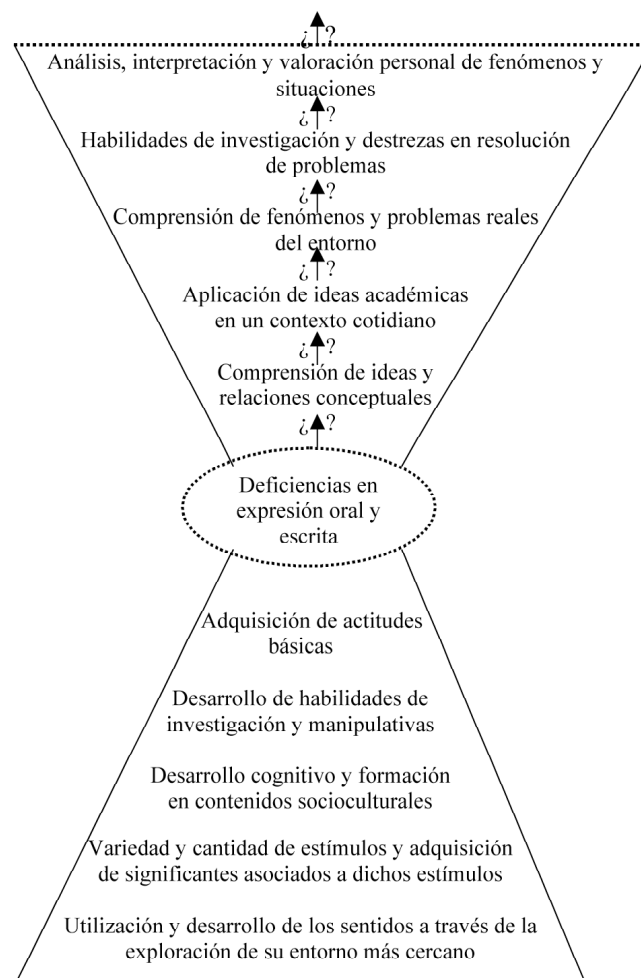 ¿ ?
Análisis, interpretación y valoración personal de fenómenos y
situaciones
¿ ?
Habilidades de investigación y destrezas en resolución
de problemas
¿ ?
Comprensión de fenómenos y problemas reales
del entorno
¿ ?
Aplicación de ideas académicas
en un contexto cotidiano
¿ ?
Comprensión de ideas y
relaciones conceptuales
¿ ?
Deficiencias en
expresión oral y
escrita
Adquisición de actitudes
básicas
Desarrollo de habilidades de
investigación y manipulativas
Desarrollo cognitivo y formación
en contenidos socioculturales
Variedad y cantidad de estímulos y adquisición
de significantes asociados a dichos estímulos
Utilización y desarrollo de los sentidos a través de la
exploración de su entorno más cercano